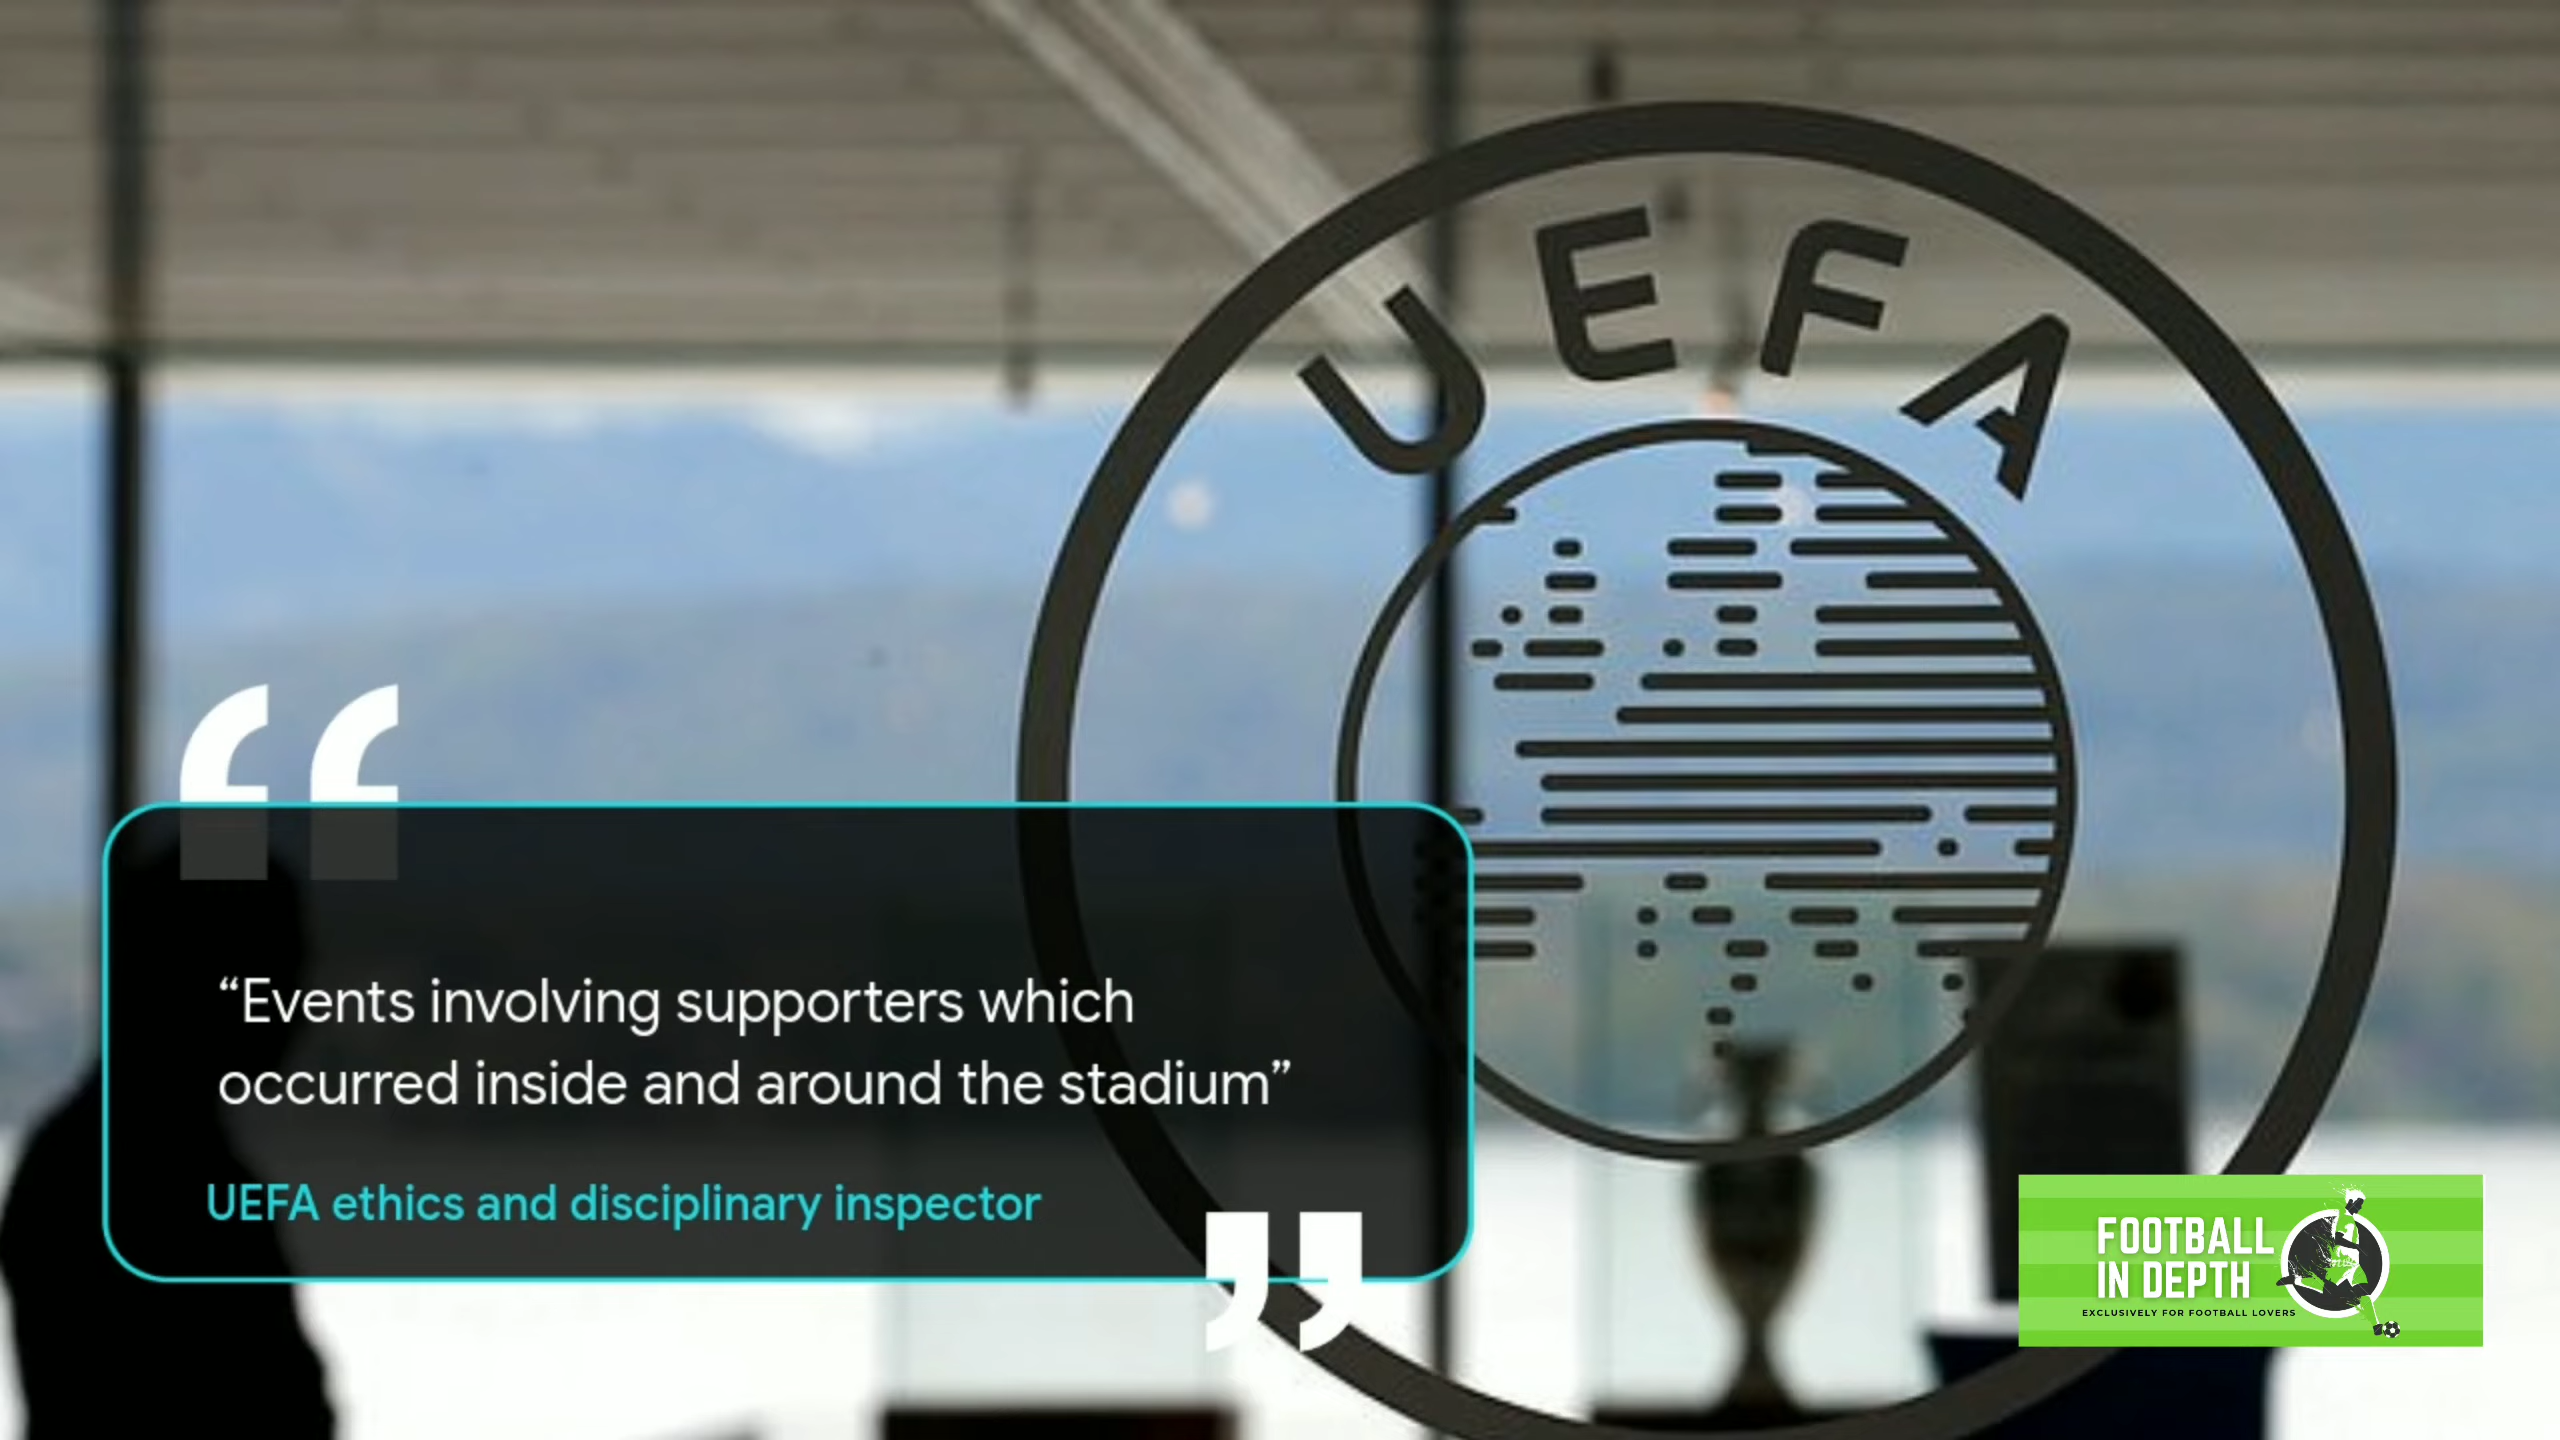 UEFA
“Events involving supporters which
occurred inside and around the stadium”
UEFA ethics and disciplinary inspector
FOOTBALL
IN DEPTH
EXCLUSIVELY FOR FOOTBALL LOVERS